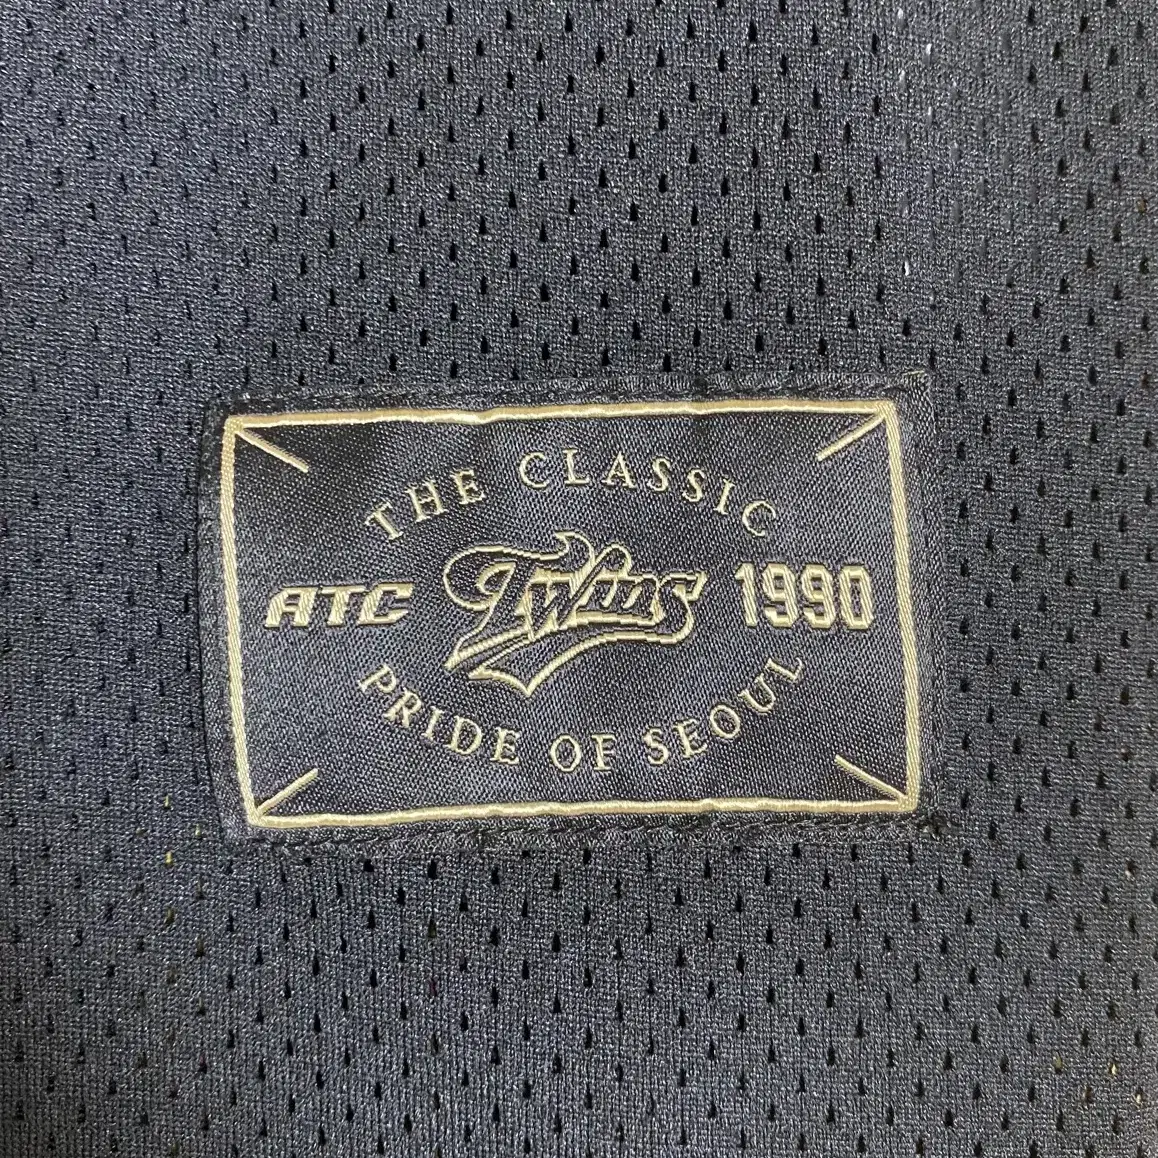 THE CLASSIC
ATC Twins 1990
PRIDE OF SEOUL